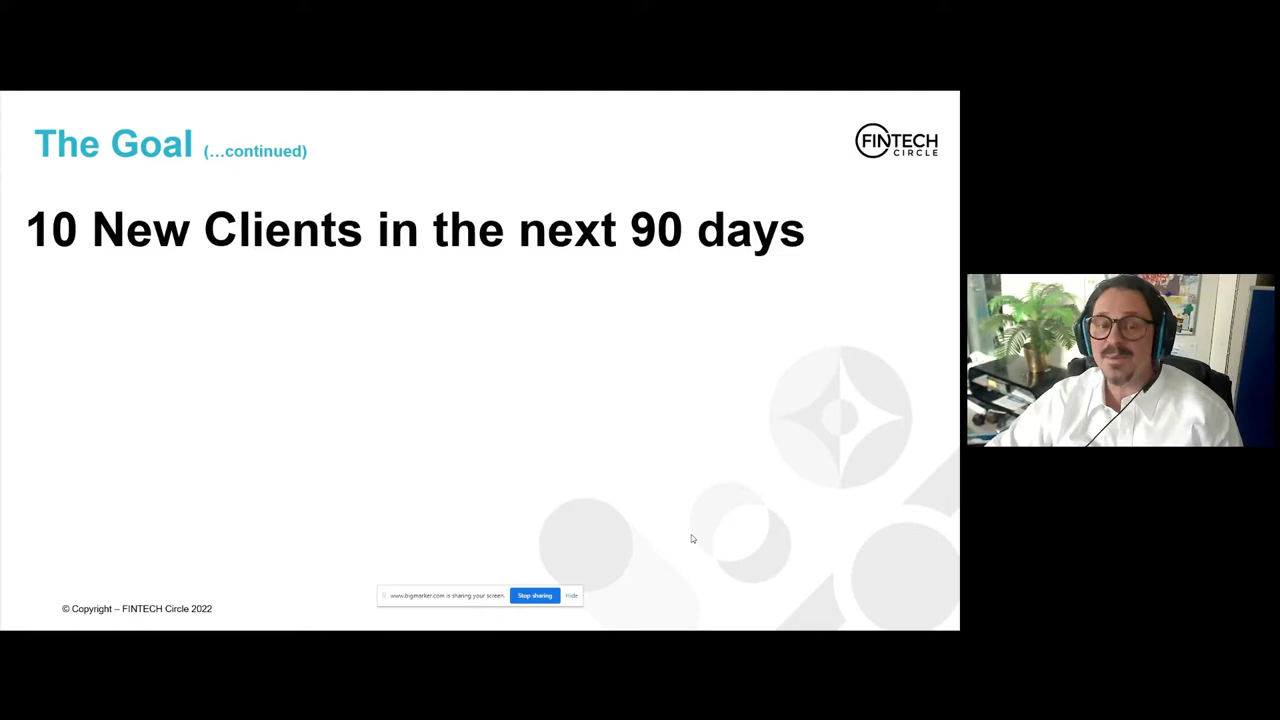 The Goal (...continued)
FINTECH
CIRCLE
10 New Clients in the next 90 days
www.bigmarker.com is sharing your screen.
Stop sharing
Hide
© Copyright – FINTECH Circle 2022